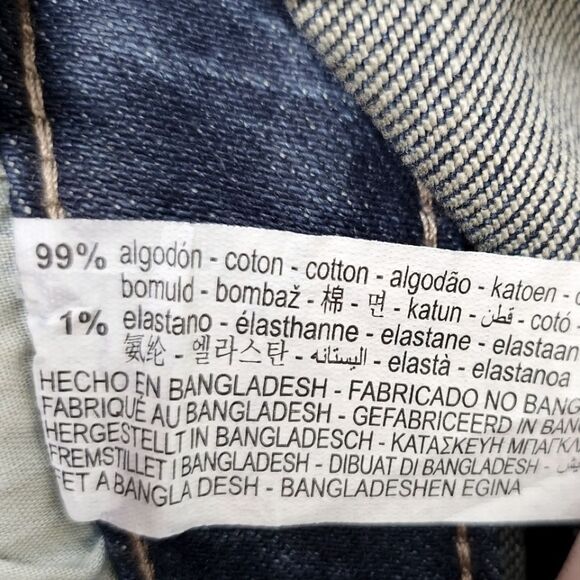 99% algodón - coton - cotton - algodão - katoen -
bomuld - bombaž - 棉 - 면 - katun - قطن - cotó
1% elastano - élasthanne - elastane - elastaan
氨纶 - 엘라스탄 - اليستانه - elastà - elastanoa
HECHO EN BANGLADESH - FABRICADO NO BANG
FABRIQUÉ AU BANGLADESH - GEFABRICEERD IN BANG
HERGESTELLT IN BANGLADESCH - ΚΑΤΑΣΚΕΥΗ ΜΠΑΓΚΛ
FREMSTILLET I BANGLADESH - DIBUAT DI BANGLADESH -
FET A BANGLA DESH - BANGLADESHEN EGINA